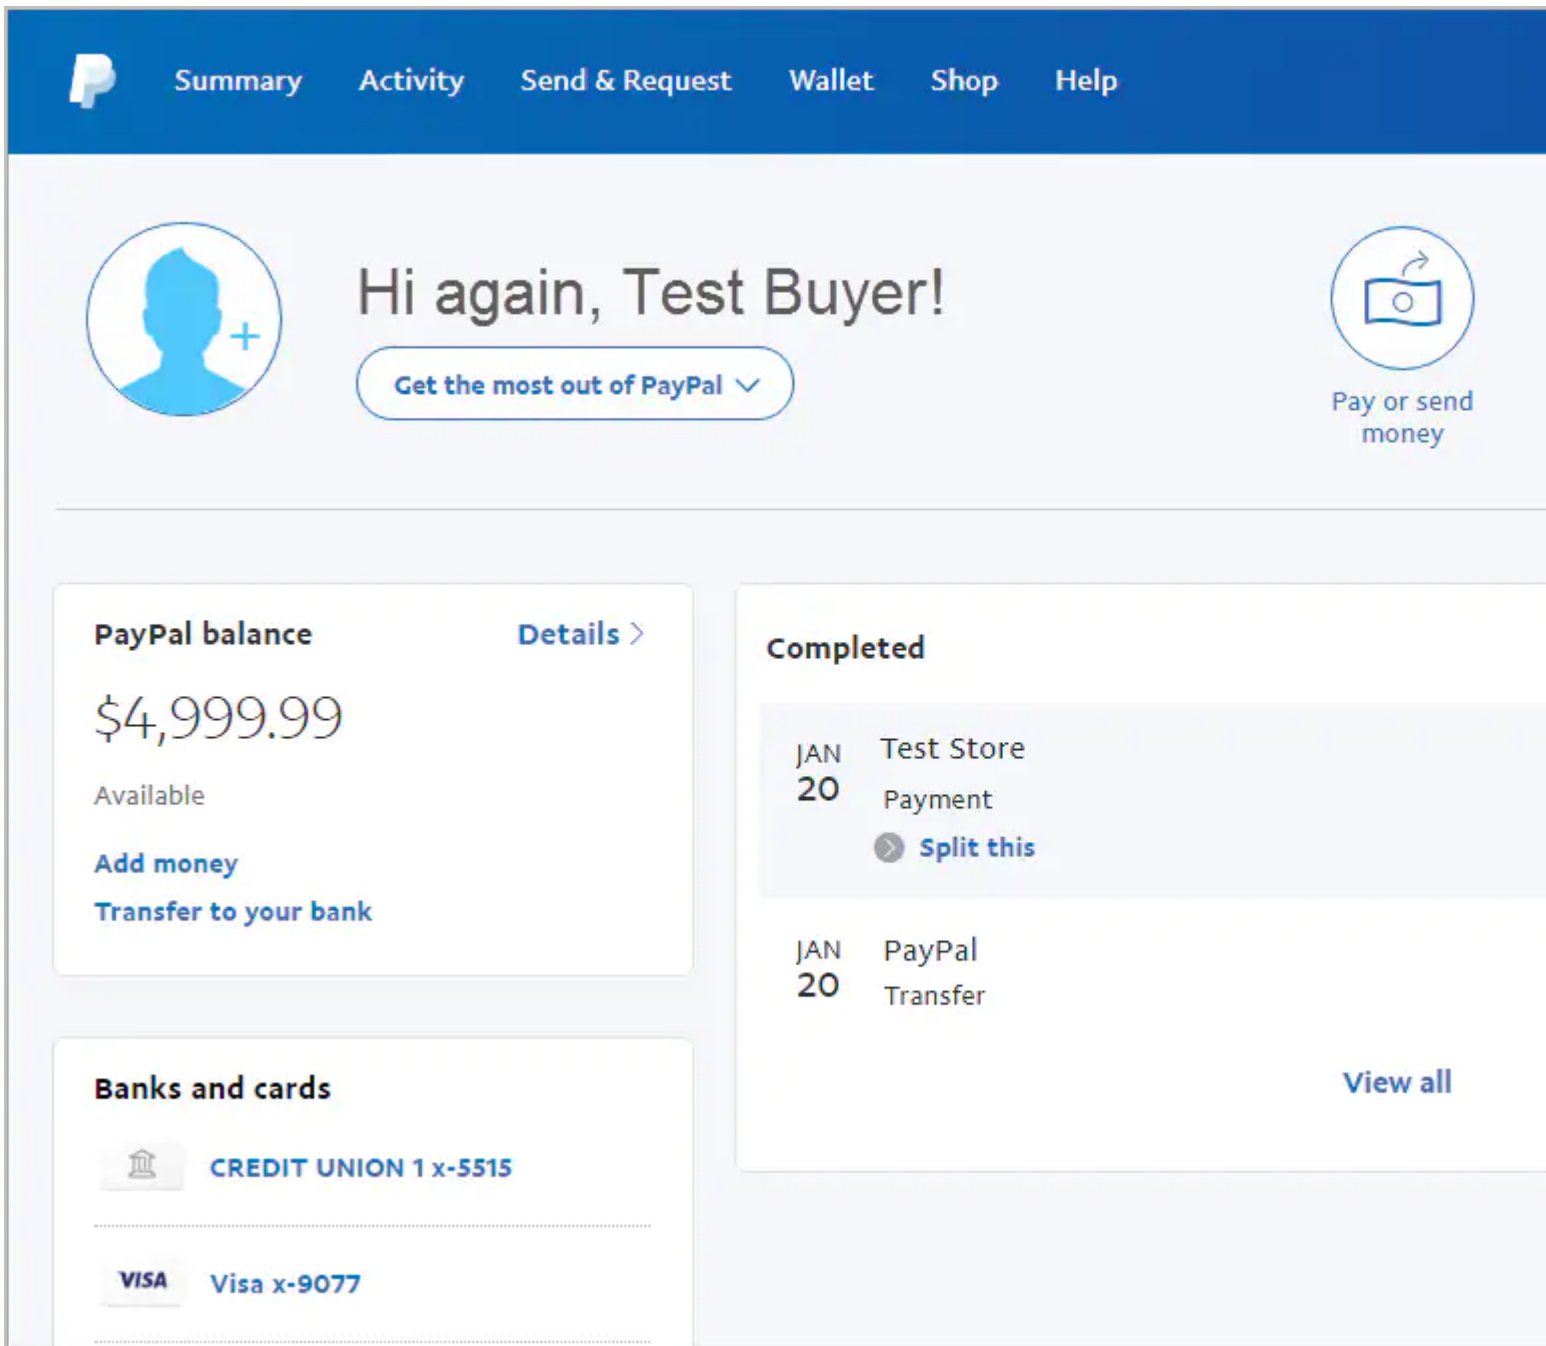 Summary Activity Send & Request Wallet Shop Help
Hi again, Test Buyer!
Get the most out of PayPal
Pay or send
money
PayPal balance Details
$4,999.99
Available
Add money
Transfer to your bank
Banks and cards
CREDIT UNION 1 x-5515
VISA Visa x-9077
Completed
JAN
20
Test Store
Payment
Split this
JAN
20
PayPal
Transfer
View all